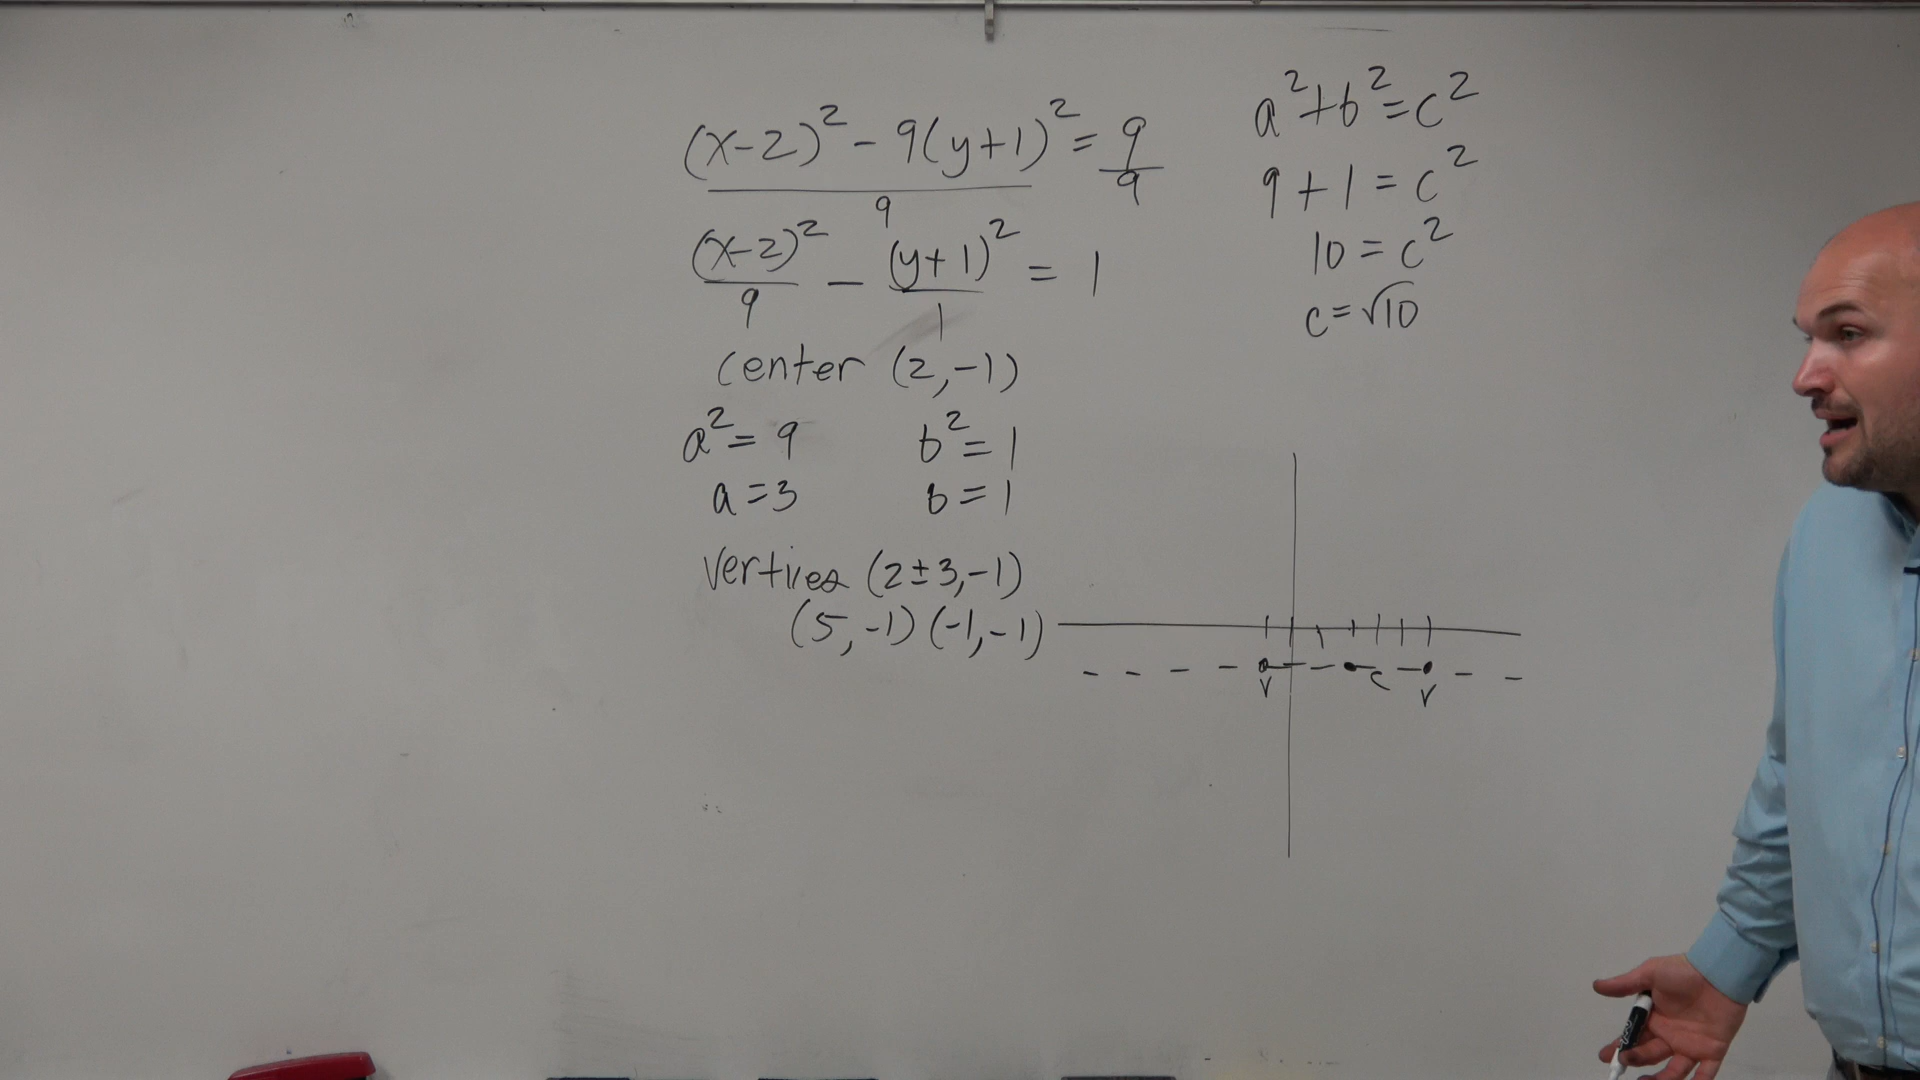 (x-2)² - 9(y+1)² = 9
9 9
(x-2)² - (y+1)² = 1
9 1
center (2,-1)
a² = 9 b² = 1
a = 3 b = 1
Vertices (2±3,-1)
(5,-1) (-1,-1)
a²+b²=c²
9+1=c²
10=c²
c=√10
V C V